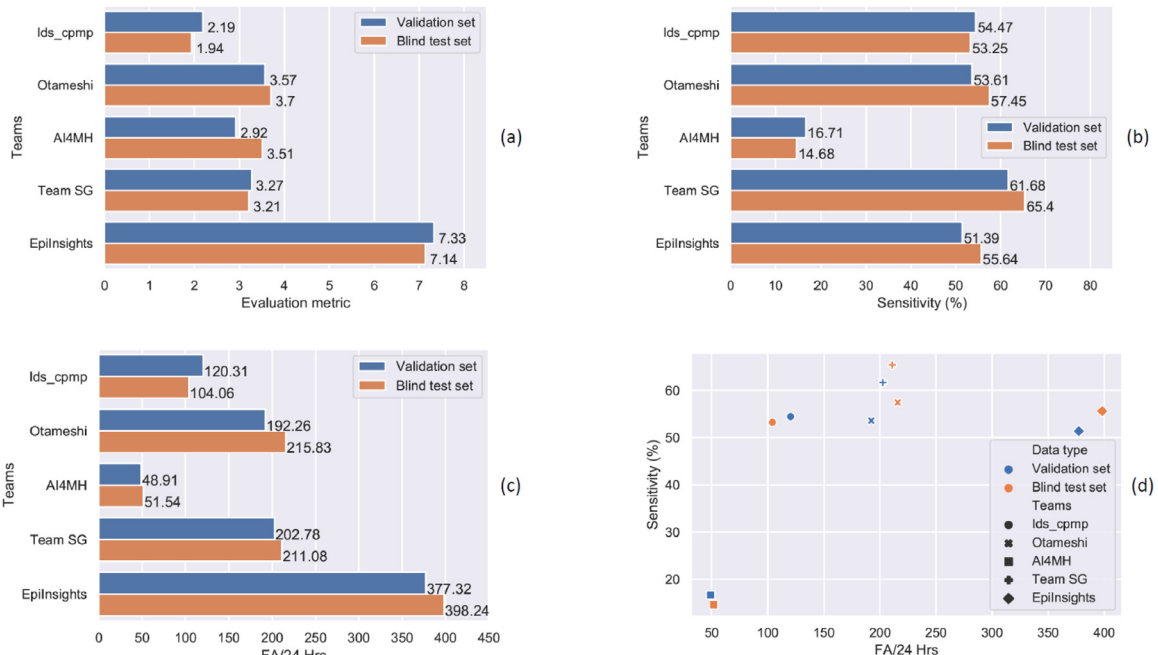 Ids_cpmp
Otameshi
AI4MH
Team SG
EpiInsights
Teams
2.19
1.94
3.57
3.7
2.92
3.51
3.27
3.21
7.33
7.14
Validation set
Blind test set
0 1 2 3 4 5 6 7 8
Evaluation metric
(a)
Ids_cpmp
Otameshi
AI4MH
Team SG
EpiInsights
Teams
54.47
53.25
53.61
57.45
16.71
14.68
61.68
65.4
51.39
55.64
Validation set
Blind test set
0 10 20 30 40 50 60 70 80
Sensitivity (%)
(b)
Ids_cpmp
Otameshi
AI4MH
Team SG
EpiInsights
Teams
120.31
104.06
192.26
215.83
48.91
51.54
202.78
211.08
377.32
398.24
Validation set
Blind test set
0 50 100 150 200 250 300 350 400 450
FA/24 Hrs
(c)
60
50
40
30
20
Sensitivity (%)
Data type
Validation set
Blind test set
Teams
Ids_cpmp
Otameshi
AI4MH
Team SG
EpiInsights
50 100 150 200 250 300 350 400
FA/24 Hrs
(d)